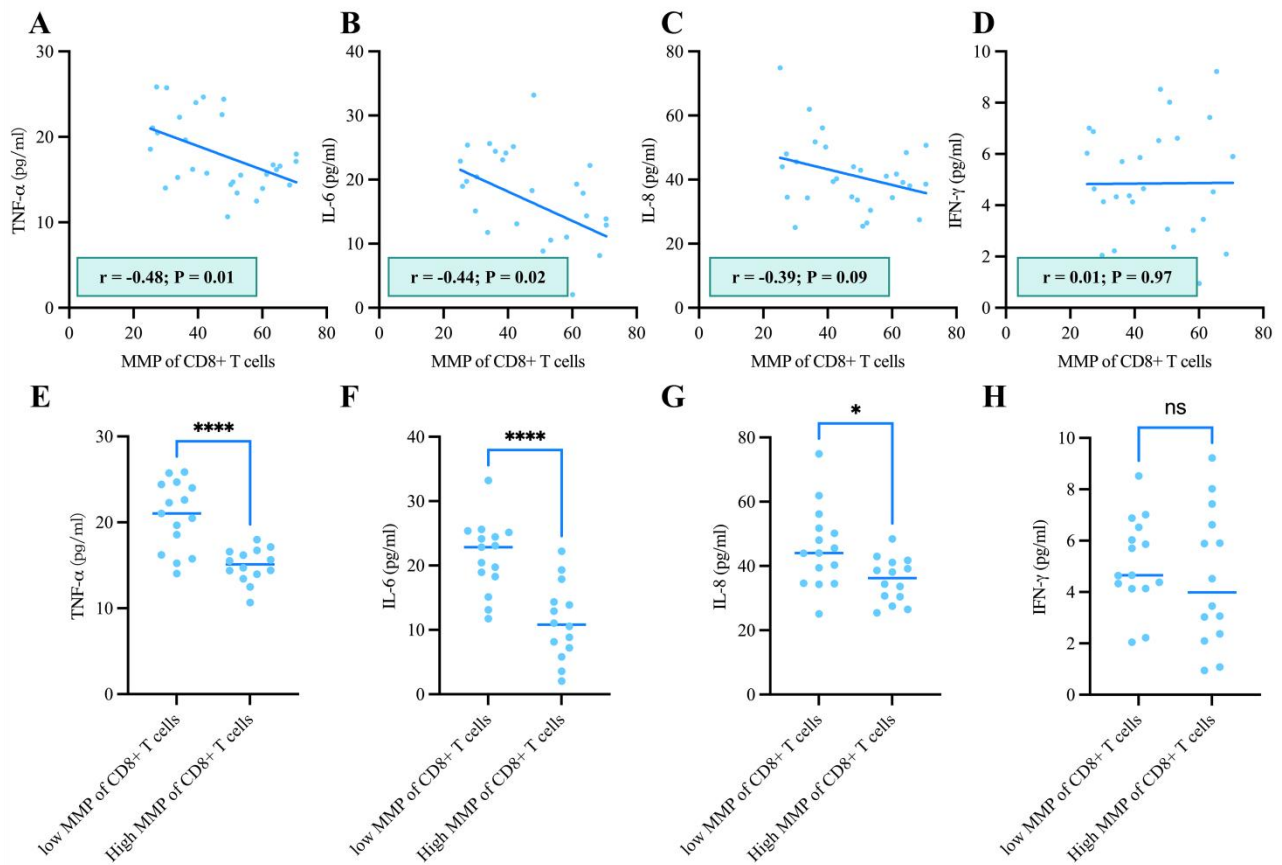 A
B
C
D
30
20
10
0
TNF-α (pg/ml)
r = -0.48; P = 0.01
0 20 40 60 80
MMP of CD8+ T cells
40
30
20
10
0
IL-6 (pg/ml)
r = -0.44; P = 0.02
0 20 40 60 80
MMP of CD8+ T cells
80
60
40
20
0
IL-8 (pg/ml)
r = -0.39; P = 0.09
0 20 40 60 80
MMP of CD8+ T cells
10
8
6
4
2
0
IFN-γ (pg/ml)
r = 0.01; P = 0.97
0 20 40 60 80
MMP of CD8+ T cells
E
F
G
H
****
30
20
10
0
TNF-α (pg/ml)
low MMP of CD8+ T cells
High MMP of CD8+ T cells
****
40
30
20
10
0
IL-6 (pg/ml)
low MMP of CD8+ T cells
High MMP of CD8+ T cells
*
80
60
40
20
0
IL-8 (pg/ml)
low MMP of CD8+ T cells
High MMP of CD8+ T cells
ns
10
8
6
4
2
0
IFN-γ (pg/ml)
low MMP of CD8+ T cells
High MMP of CD8+ T cells